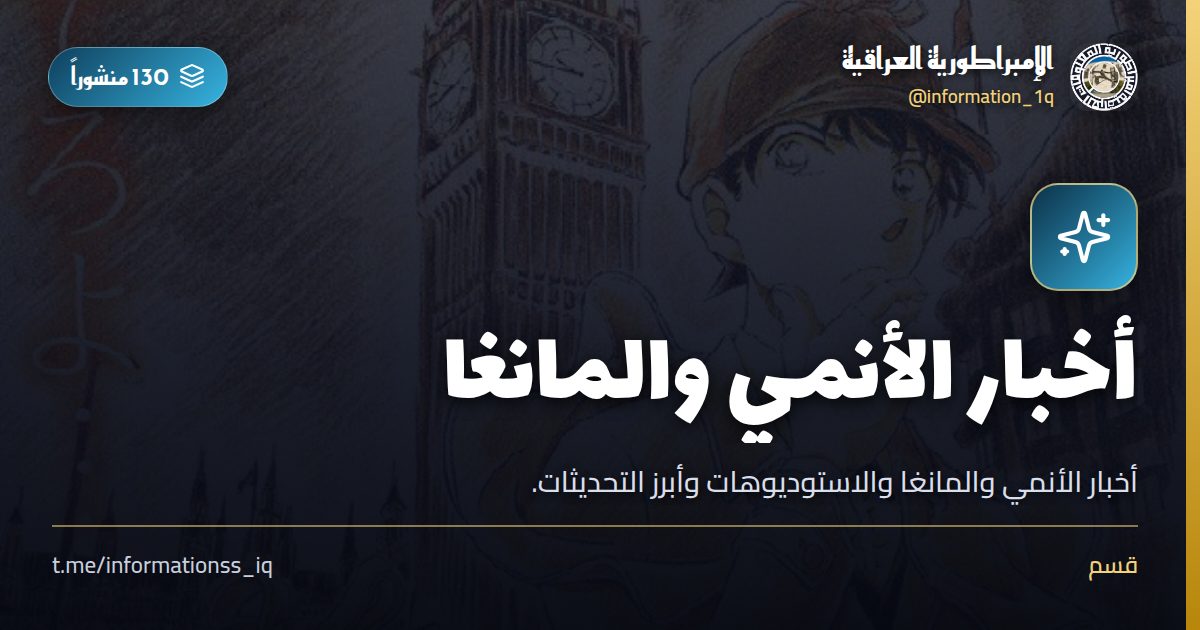 الإمبراطورية العراقية
@information_1q
130 منشوراً
أخبار الأنمي والمانغا
أخبار الأنمي والمانغا والاستوديوهات وأبرز التحديثات.
قسم
t.me/informationss_iq